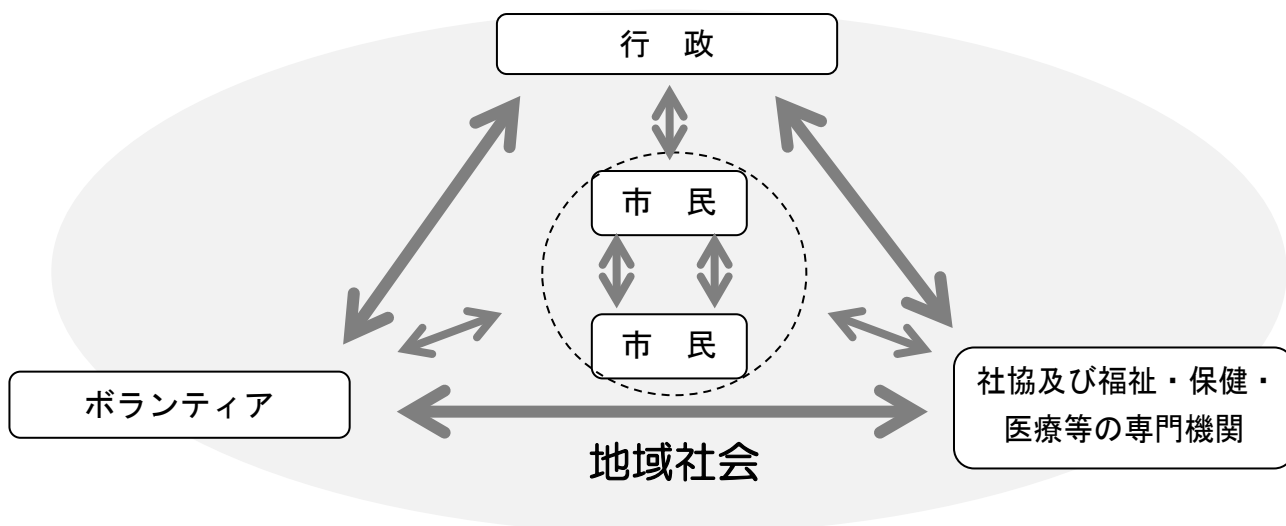 行　政
市　民
市　民
ボランティア
社協及び福祉・保健・
医療等の専門機関
地域社会